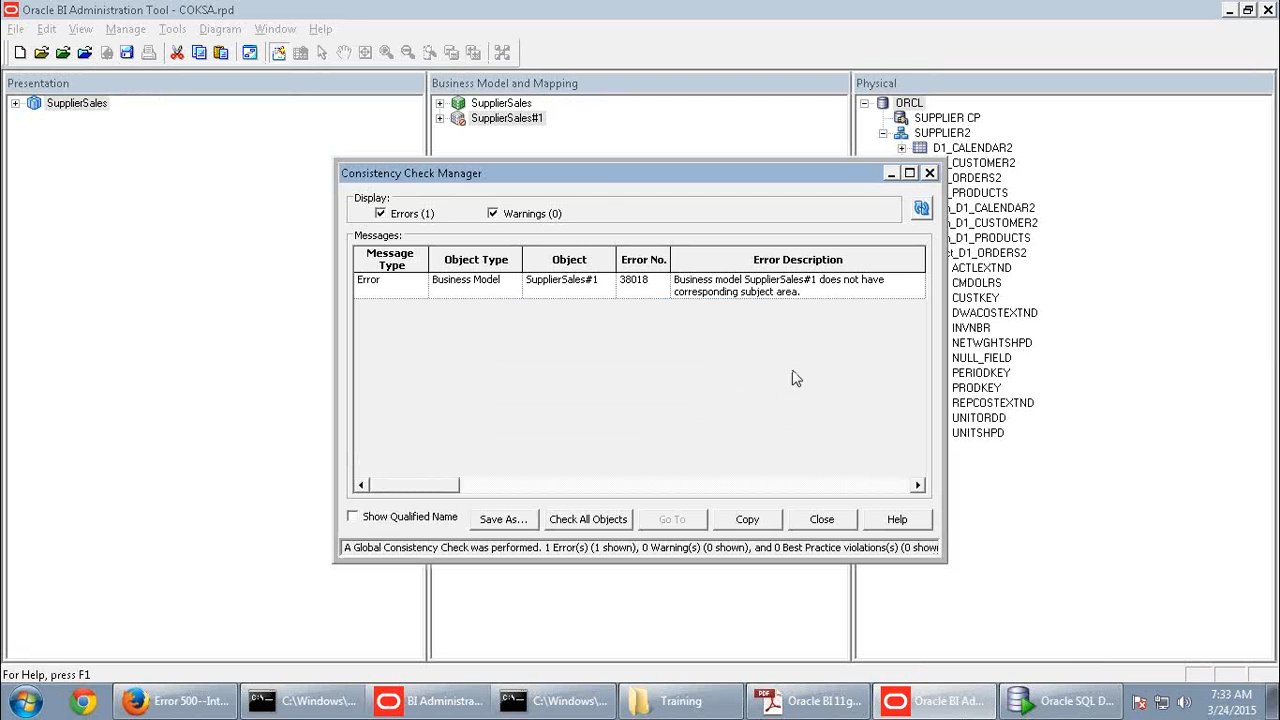 Oracle BI Administration Tool - COKSA.rpd
File Edit View Manage Tools Diagram Window Help
Presentation
Business Model and Mapping
Physical
SupplierSales
SupplierSales
SupplierSales#1
ORCL
SUPPLIER CP
SUPPLIER2
D1_CALENDAR2
_CUSTOMER2
_ORDERS2
_PRODUCTS
_D1_CALENDAR2
_D1_CUSTOMER2
_D1_PRODUCTS
_D1_ORDERS2
ACTLEXTND
CMDOLRS
CUSTKEY
DWACOSTEXTND
INVNBR
NETWGHTSHPD
NULL_FIELD
PERIODKEY
PRODKEY
REPCOSTEXTND
UNITORDD
UNITSHPD
Consistency Check Manager
Display:
Errors (1) Warnings (0)
Messages:
Message Type Object Type Object Error No. Error Description
Error Business Model SupplierSales#1 38018 Business model SupplierSales#1 does not have
corresponding subject area.
Show Qualified Name Save As... Check All Objects Go To Copy Close Help
A Global Consistency Check was performed. 1 Error(s) (1 shown), 0 Warning(s) (0 shown), and 0 Best Practice violations(s) (0 show
For Help, press F1
Error 500--Int... C:\Windows\... BI Administra... C:\Windows\... Training Oracle BI 11g... Oracle BI Ad... Oracle SQL D...
7:33 AM
3/24/2015